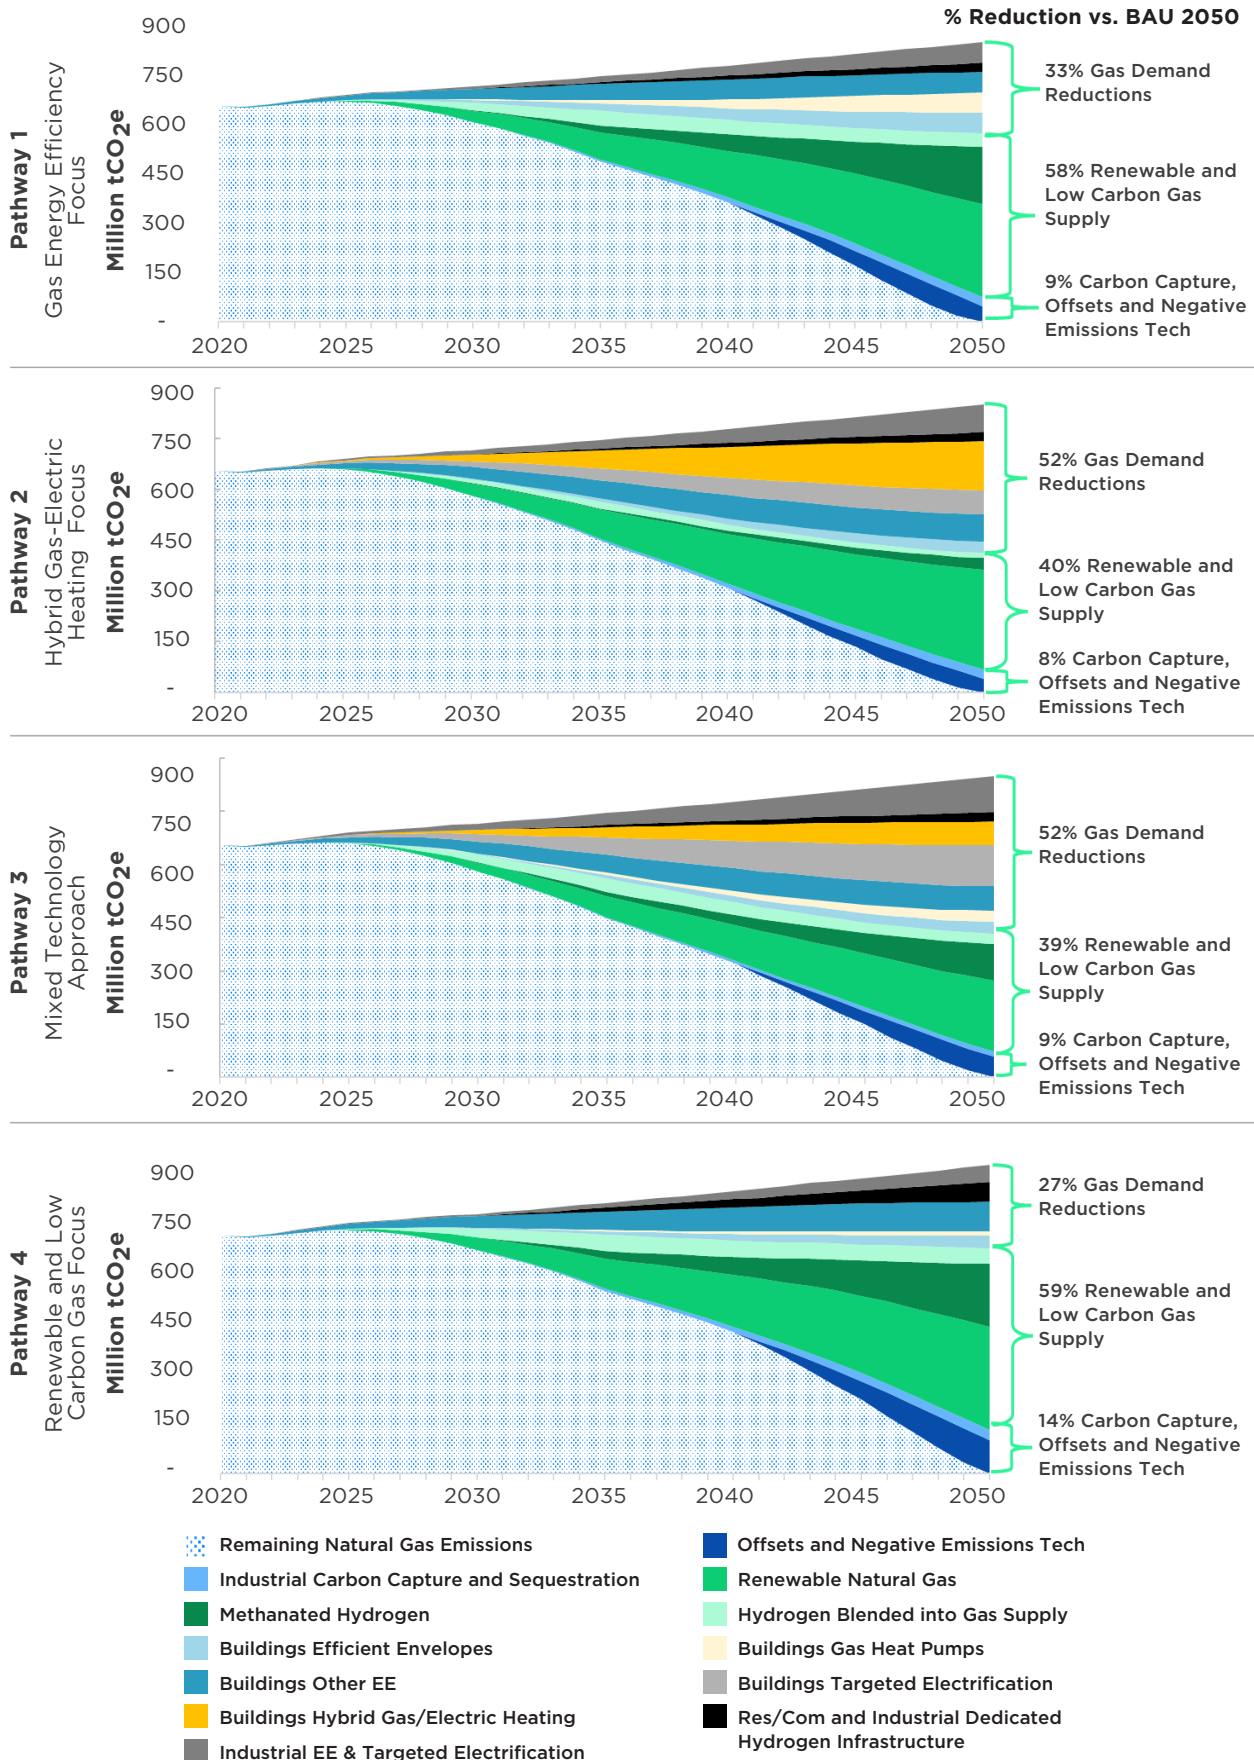 % Reduction vs. BAU 2050
Pathway 1
Gas Energy Efficiency
Focus
Million tCO2e
900
750
600
450
300
150
-
2020 2025 2030 2035 2040 2045 2050
33% Gas Demand
Reductions
58% Renewable and
Low Carbon Gas
Supply
9% Carbon Capture,
Offsets and Negative
Emissions Tech
Pathway 2
Hybrid Gas-Electric
Heating Focus
Million tCO2e
900
750
600
450
300
150
-
2020 2025 2030 2035 2040 2045 2050
52% Gas Demand
Reductions
40% Renewable and
Low Carbon Gas
Supply
8% Carbon Capture,
Offsets and Negative
Emissions Tech
Pathway 3
Mixed Technology
Approach
Million tCO2e
900
750
600
450
300
150
-
2020 2025 2030 2035 2040 2045 2050
52% Gas Demand
Reductions
39% Renewable and
Low Carbon Gas
Supply
9% Carbon Capture,
Offsets and Negative
Emissions Tech
Pathway 4
Renewable and Low
Carbon Gas Focus
Million tCO2e
900
750
600
450
300
150
-
2020 2025 2030 2035 2040 2045 2050
27% Gas Demand
Reductions
59% Renewable and
Low Carbon Gas
Supply
14% Carbon Capture,
Offsets and Negative
Emissions Tech
Remaining Natural Gas Emissions
Offsets and Negative Emissions Tech
Industrial Carbon Capture and Sequestration
Renewable Natural Gas
Methanated Hydrogen
Hydrogen Blended into Gas Supply
Buildings Efficient Envelopes
Buildings Gas Heat Pumps
Buildings Other EE
Buildings Targeted Electrification
Buildings Hybrid Gas/Electric Heating
Res/Com and Industrial Dedicated
Hydrogen Infrastructure
Industrial EE & Targeted Electrification